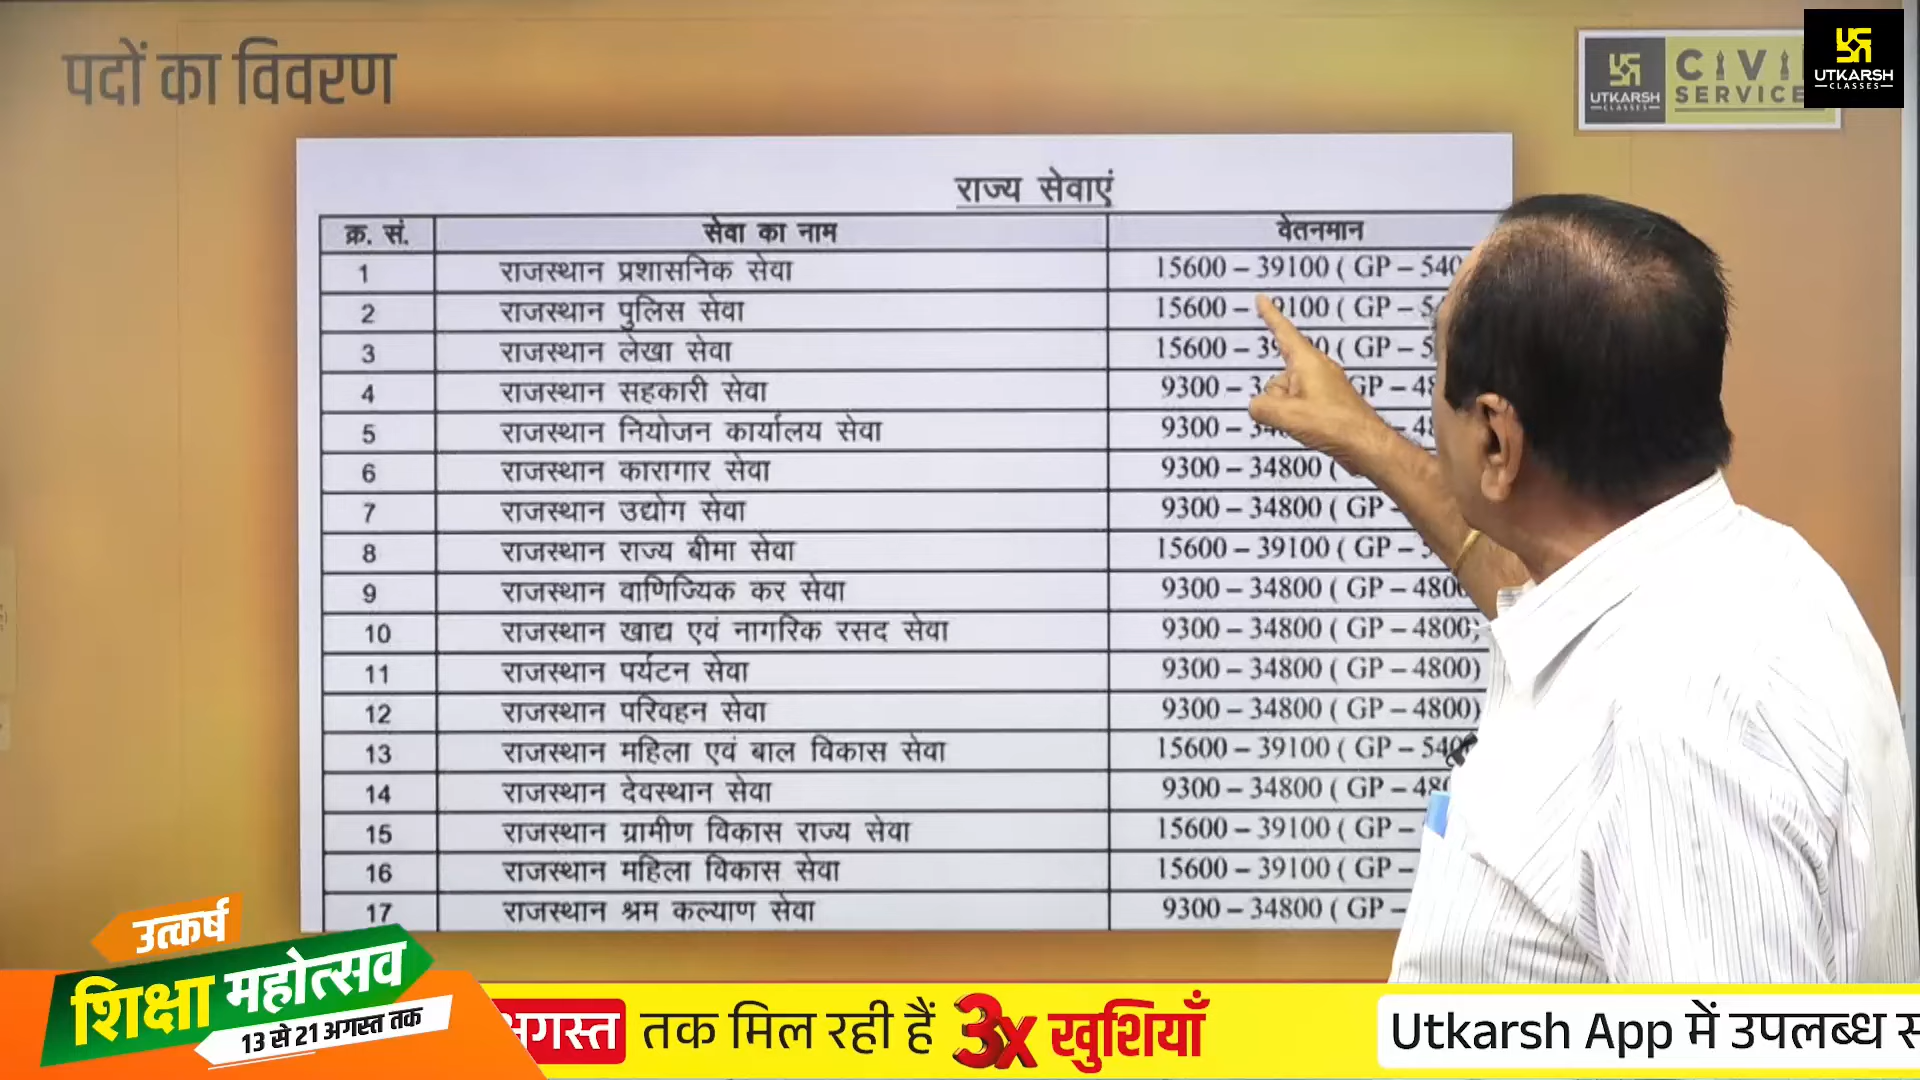 पदों का विवरण
UTKARSH
CLASSES
CIVI
SERVICE
UTKARSH
CLASSES
राज्य सेवाएं
क्र. सं. सेवा का नाम वेतनमान
1 राजस्थान प्रशासनिक सेवा 15600 – 39100 ( GP – 540
2 राजस्थान पुलिस सेवा 15600 – 39100 ( GP – 5
3 राजस्थान लेखा सेवा 15600 – ( GP – 5
4 राजस्थान सहकारी सेवा 9300 – GP – 48
5 राजस्थान नियोजन कार्यालय सेवा 9300 – – 48
6 राजस्थान कारागार सेवा 9300 – 34800 (
7 राजस्थान उद्योग सेवा 9300 – 34800 ( GP –
8 राजस्थान राज्य बीमा सेवा 15600 – 39100 ( GP –
9 राजस्थान वाणिज्यिक कर सेवा 9300 – 34800 ( GP – 4800
10 राजस्थान खाद्य एवं नागरिक रसद सेवा 9300 – 34800 ( GP – 4800)
11 राजस्थान पर्यटन सेवा 9300 – 34800 ( GP – 4800)
12 राजस्थान परिवहन सेवा 9300 – 34800 ( GP – 4800)
13 राजस्थान महिला एवं बाल विकास सेवा 15600 – 39100 ( GP – 540
14 राजस्थान देवस्थान सेवा 9300 – 34800 ( GP – 480
15 राजस्थान ग्रामीण विकास राज्य सेवा 15600 – 39100 ( GP –
16 राजस्थान महिला विकास सेवा 15600 – 39100 ( GP –
17 राजस्थान श्रम कल्याण सेवा 9300 – 34800 ( GP –
उत्कर्ष
शिक्षा महोत्सव
13 से 21 अगस्त तक
अगस्त तक मिल रही हैं 3x खुशियाँ
Utkarsh App में उपलब्ध स